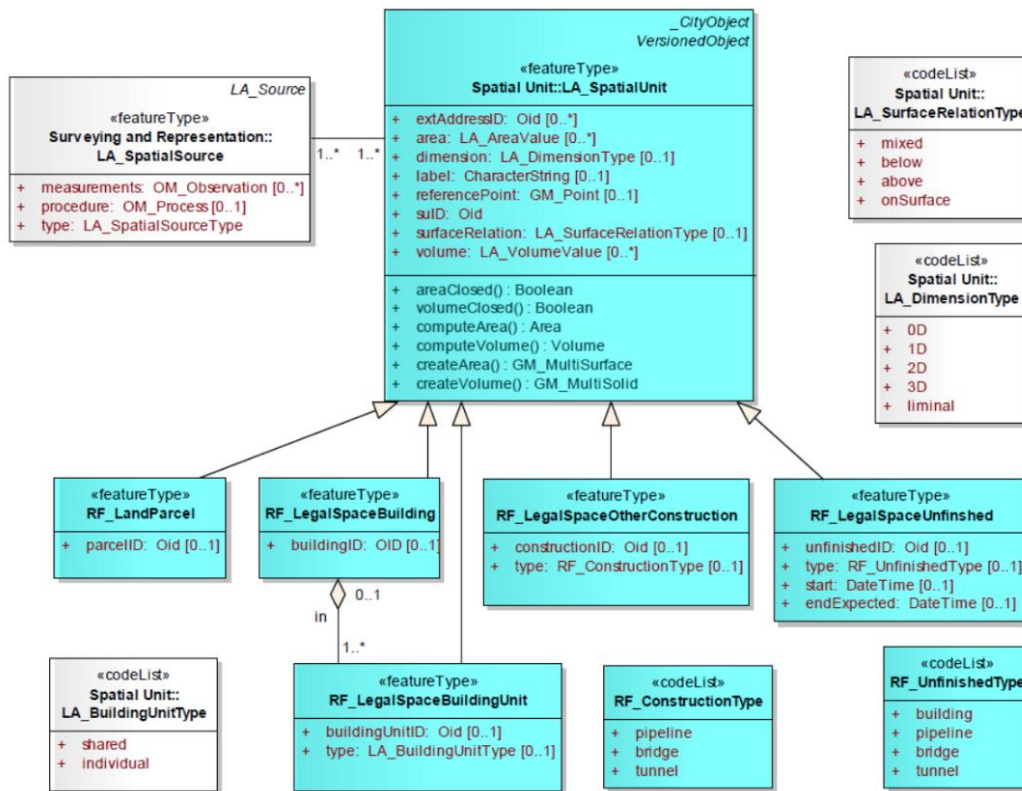 _CityObject
VersionedObject
«featureType»
Spatial Unit::LA_SpatialUnit
+ extAddressID: Oid [0..*]
+ area: LA_AreaValue [0..*]
+ dimension: LA_DimensionType [0..1]
+ label: CharacterString [0..1]
+ referencePoint: GM_Point [0..1]
+ suID: Oid
+ surfaceRelation: LA_SurfaceRelationType [0..1]
+ volume: LA_VolumeValue [0..*]
+ areaClosed() : Boolean
+ volumeClosed() : Boolean
+ computeArea() : Area
+ computeVolume() : Volume
+ createArea() : GM_MultiSurface
+ createVolume() : GM_MultiSolid
LA_Source
«featureType»
Surveying and Representation::
LA_SpatialSource
+ measurements: OM_Observation [0..*]
+ procedure: OM_Process [0..1]
+ type: LA_SpatialSourceType
1..* 1..*
«codeList»
Spatial Unit::
LA_SurfaceRelationType
+ mixed
+ below
+ above
+ onSurface
«codeList»
Spatial Unit::
LA_DimensionType
+ 0D
+ 1D
+ 2D
+ 3D
+ liminal
«featureType»
RF_LandParcel
+ parcelID: Oid [0..1]
«featureType»
RF_LegalSpaceBuilding
+ buildingID: OID [0..1]
«featureType»
RF_LegalSpaceOtherConstruction
+ constructionID: Oid [0..1]
+ type: RF_ConstructionType [0..1]
«featureType»
RF_LegalSpaceUnfinshed
+ unfinishedID: Oid [0..1]
+ type: RF_UnfinishedType [0..1]
+ start: DateTime [0..1]
+ endExpected: DateTime [0..1]
0..1
in
1..*
«codeList»
Spatial Unit::
LA_BuildingUnitType
+ shared
+ individual
«featureType»
RF_LegalSpaceBuildingUnit
+ buildingUnitID: Oid [0..1]
+ type: LA_BuildingUnitType [0..1]
«codeList»
RF_ConstructionType
+ pipeline
+ bridge
+ tunnel
«codeList»
RF_UnfinishedType
+ building
+ pipeline
+ bridge
+ tunnel